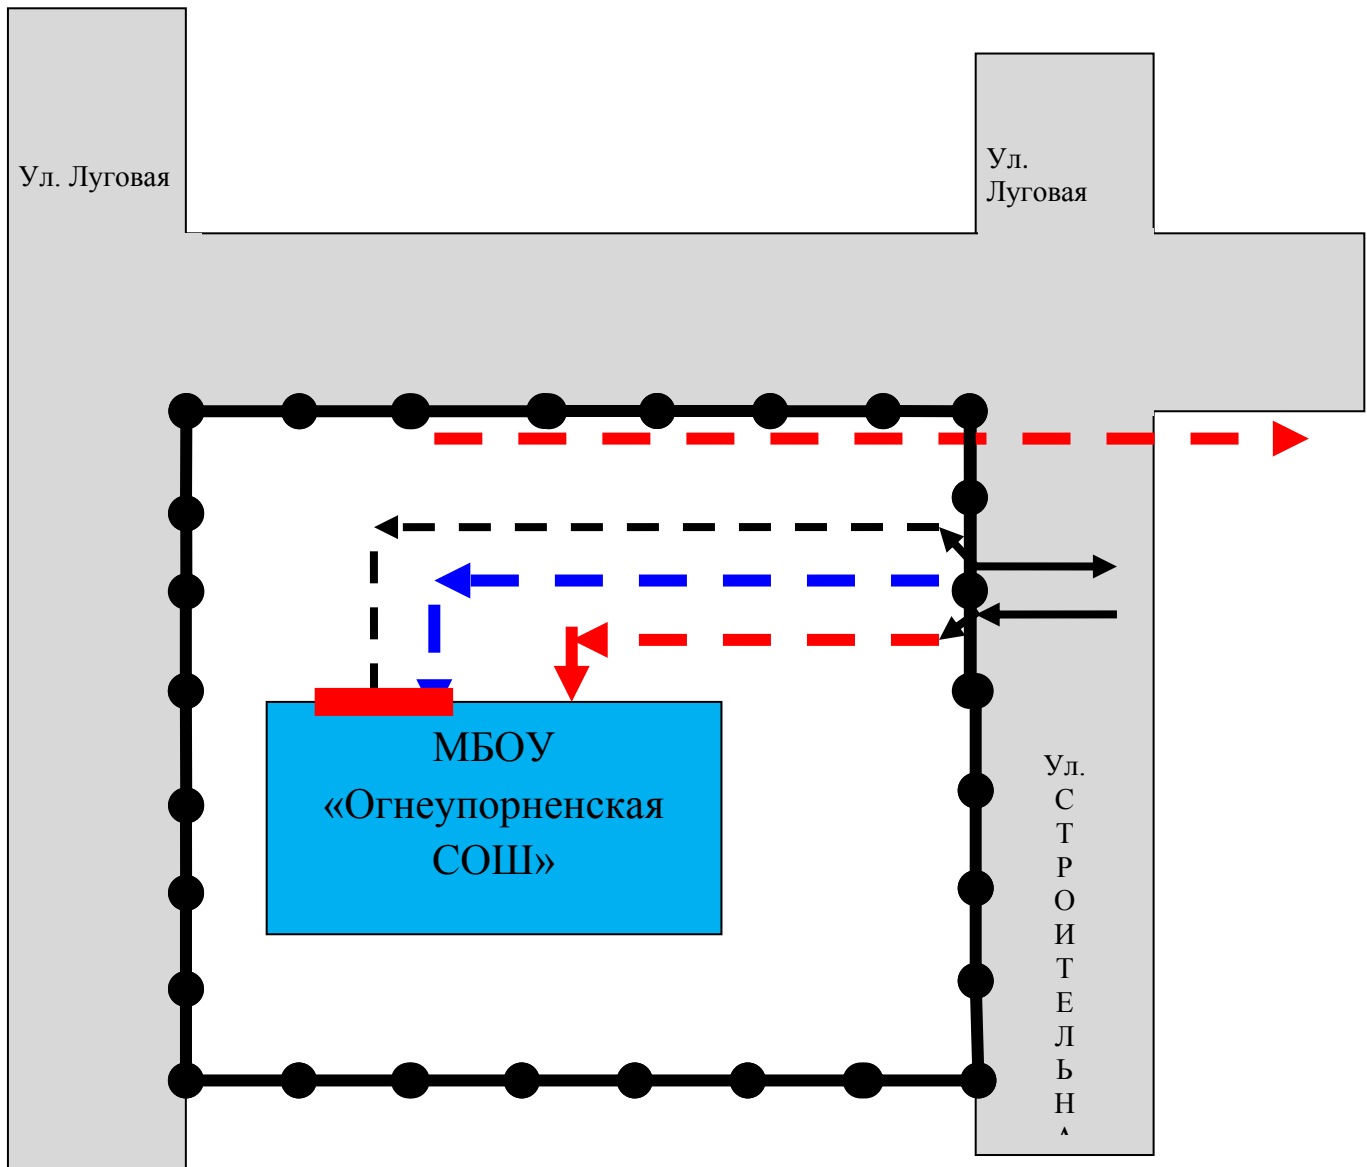 Ул. Луговая
Ул.
Луговая
МБОУ
«Огнеупорненская
СОШ»
Ул.
С
Т
Р
О
И
Т
Е
Л
Ь
Н